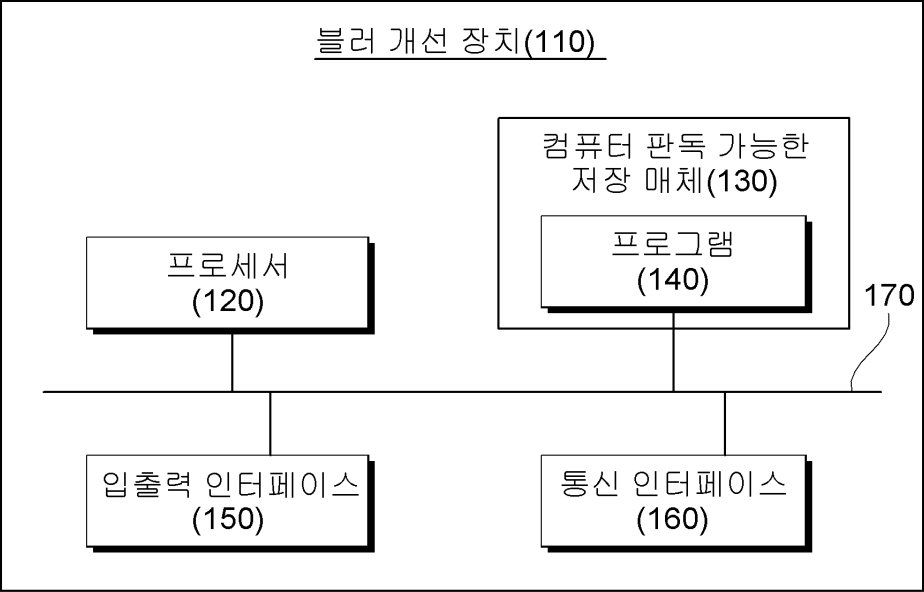 블러 개선 장치(110)
컴퓨터 판독 가능한
저장 매체(130)
프로세서
(120)
프로그램
(140)
170
입출력 인터페이스
(150)
통신 인터페이스
(160)